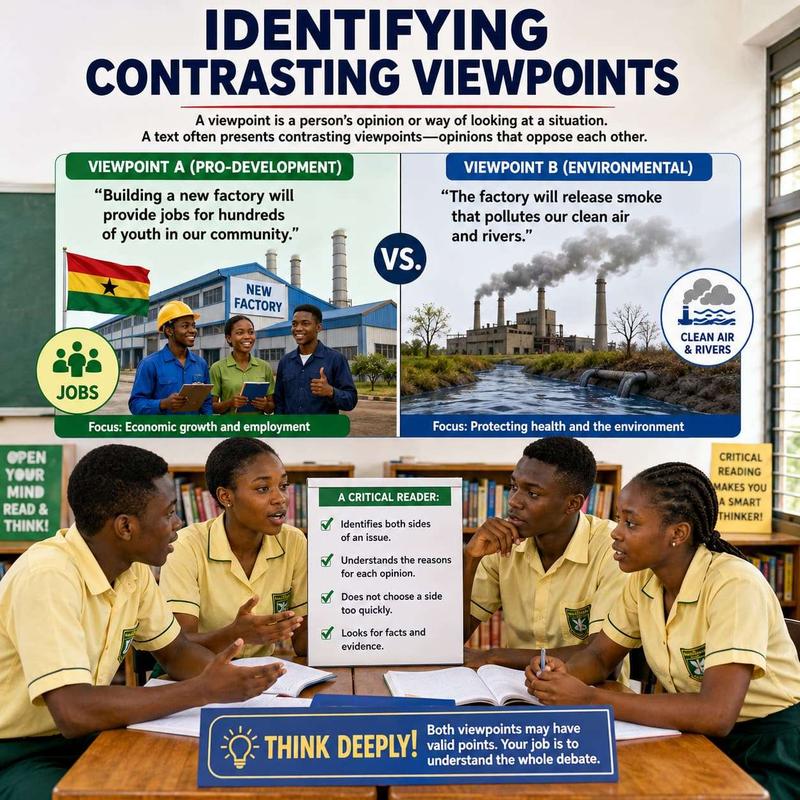 IDENTIFYING
CONTRASTING VIEWPOINTS
A viewpoint is a person's opinion or way of looking at a situation.
A text often presents contrasting viewpoints—opinions that oppose each other.
VIEWPOINT A (PRO-DEVELOPMENT)
“Building a new factory will
provide jobs for hundreds
of youth in our community.”
NEW
FACTORY
JOBS
Focus: Economic growth and employment
VS.
VIEWPOINT B (ENVIRONMENTAL)
“The factory will release smoke
that pollutes our clean air
and rivers.”
CLEAN AIR
& RIVERS
Focus: Protecting health and the environment
OPEN
YOUR
MIND
READ &
THINK!
A CRITICAL READER:
Identifies both sides
of an issue.
Understands the reasons
for each opinion.
Does not choose a side
too quickly.
Looks for facts and
evidence.
CRITICAL
READING
MAKES YOU
A SMART
THINKER!
THINK DEEPLY!
Both viewpoints may have
valid points. Your job is to
understand the whole debate.